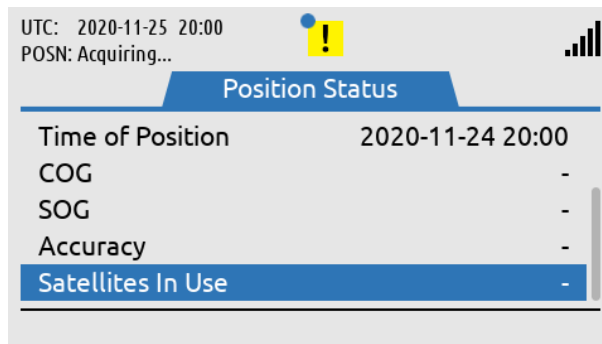 UTC: 2020-11-25 20:00
POSN: Acquiring...
!
Position Status
Time of Position 2020-11-24 20:00
COG -
SOG -
Accuracy -
Satellites In Use -